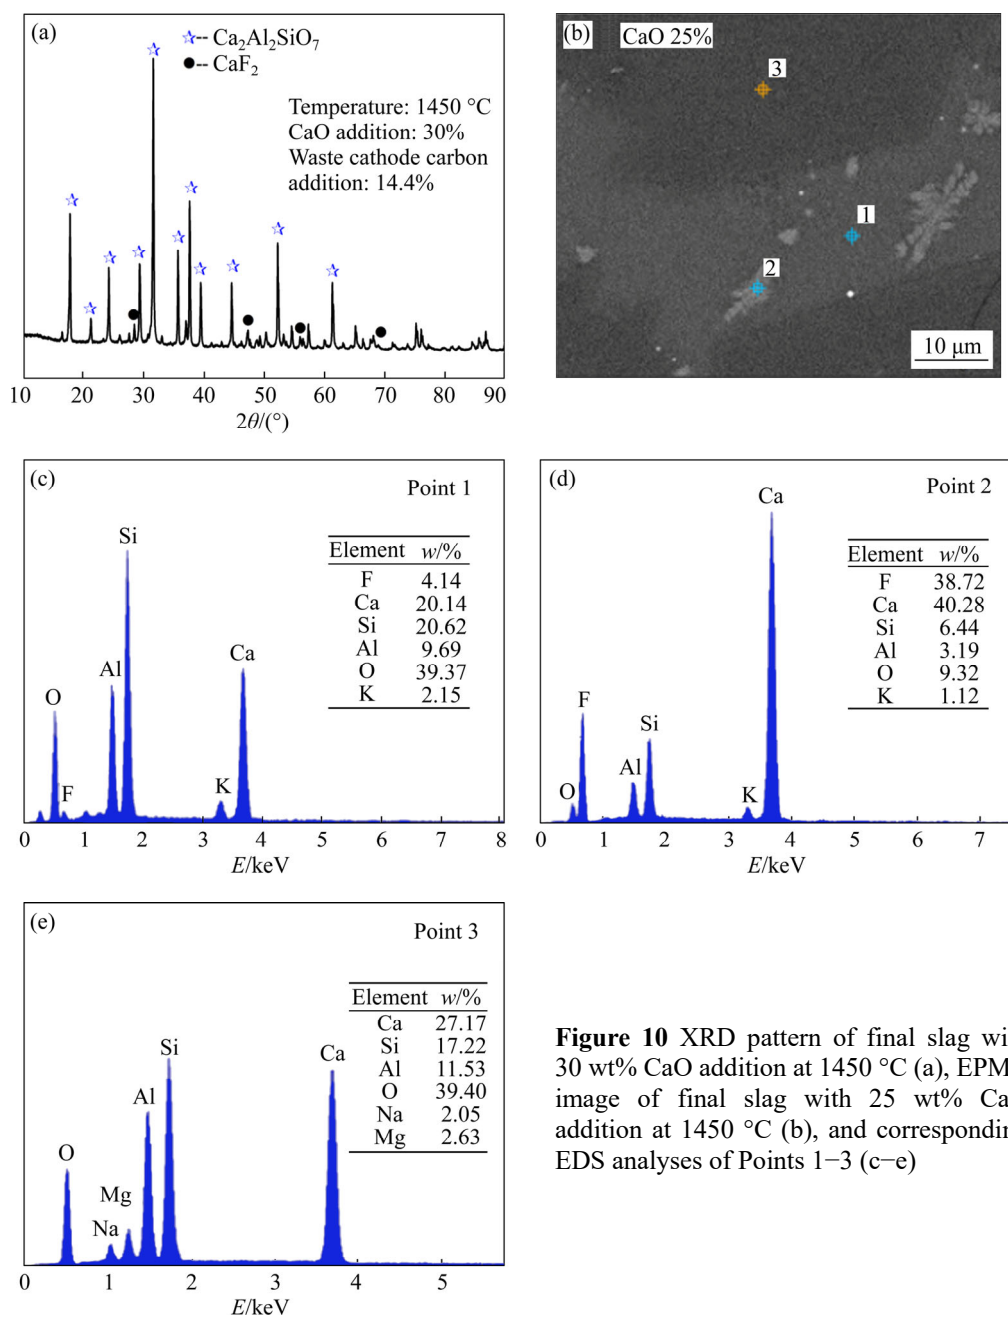 (a)
-- Ca₂Al₂SiO₇
-- CaF₂
Temperature: 1450 °C
CaO addition: 30%
Waste cathode carbon
addition: 14.4%
10 20 30 40 50 60 70 80 90
2θ/(°)
(b) CaO 25%
3
1
2
10 μm
(c)
Point 1
Si
Al
Ca
O
F
K
Element w/%
F 4.14
Ca 20.14
Si 20.62
Al 9.69
O 39.37
K 2.15
0 1 2 3 4 5 6 7 8
E/keV
(d)
Point 2
Ca
F
Si
Al
O
K
Element w/%
F 38.72
Ca 40.28
Si 6.44
Al 3.19
O 9.32
K 1.12
0 1 2 3 4 5 6 7
E/keV
(e)
Point 3
Si
Ca
Al
O
Mg
Na
Element w/%
Ca 27.17
Si 17.22
Al 11.53
O 39.40
Na 2.05
Mg 2.63
0 1 2 3 4 5
E/keV
Figure 10 XRD pattern of final slag wi
30 wt% CaO addition at 1450 °C (a), EPM
image of final slag with 25 wt% Ca
addition at 1450 °C (b), and correspondin
EDS analyses of Points 1−3 (c−e)